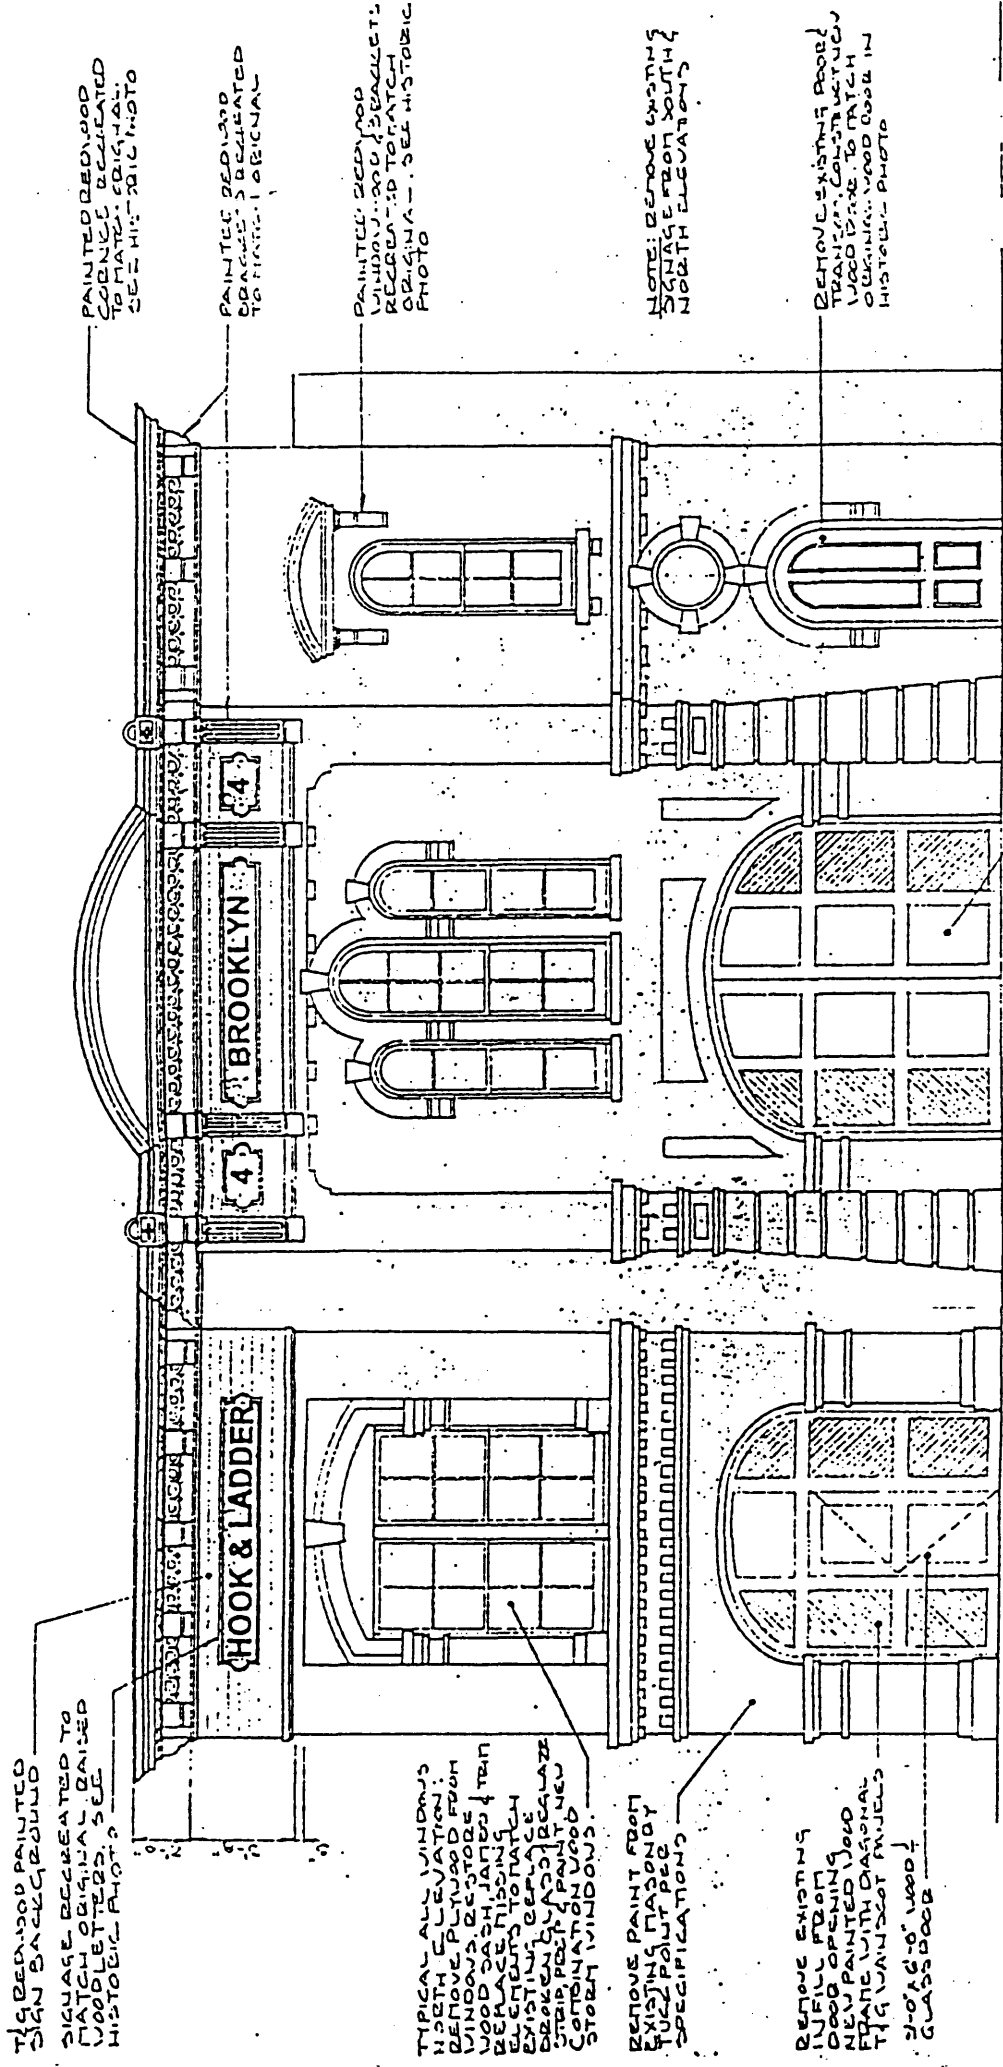 T/G REDWOOD PAINTED
SIGN BACKGROUND
SIGNAGE RECREATED TO
MATCH ORIGINAL RAISED
WOOD LETTERS. SEE
HISTORIC PHOTO
TYPICAL ALL WINDOWS
NORTH ELEVATION:
REMOVE PLYWOOD FROM
WINDOWS. RESTORE
WOOD SASH, JAMBS & TRIM
REPLACE MISSING
ELEMENTS TO MATCH
EXISTING. REPLACE
BROKEN GLASS, REGLAZE
STRIP, PREP & PAINT NEW
COMBINATION WOOD
STORM WINDOWS.
REMOVE PAINT FROM
EXISTING MASONRY
TUCK POINT PER
SPECIFICATIONS
REMOVE EXISTING
INFILL FROM
DOOR OPENING
NEW PAINTED WOOD
FRAME WITH DIAGONAL
T/G WAINSCOT PANELS
3'-0" X 6'-8" WOOD &
GLASS DOOR
HOOK & LADDER
4
BROOKLYN
4
PAINTED REDWOOD
CORNICE RECREATED
TO MATCH ORIGINAL.
SEE HISTORIC PHOTO
PAINTED REDWOOD
BRACKETS RECREATED
TO MATCH ORIGINAL
PAINTED REDWOOD
WINDOW HOOD & BRACKETS
RECREATED TO MATCH
ORIGINAL. SEE HISTORIC
PHOTO
NOTE: REMOVE EXISTING
SIGNAGE FROM SOUTH &
NORTH ELEVATIONS
REMOVE EXISTING DOOR &
TRANSOM. CONSTRUCT NEW
WOOD DOOR TO MATCH
ORIGINAL WOOD DOOR IN
HISTORIC PHOTO